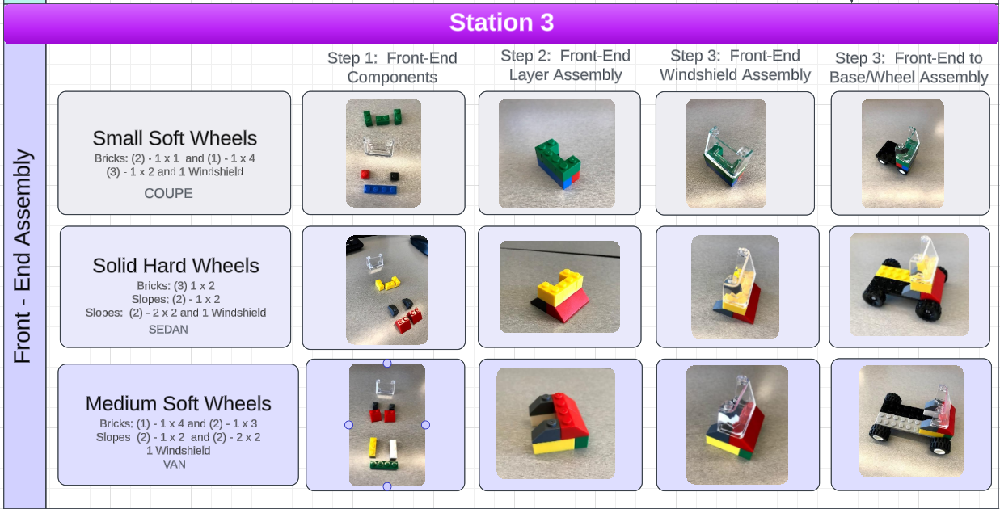 Station 3
Step 1:  Front-End
Components
Step 2:  Front-End
Layer Assembly
Step 3:  Front-End
Windshield Assembly
Step 3:  Front-End to
Base/Wheel Assembly
Front - End Assembly
Small Soft Wheels
Bricks: (2) - 1 x 1  and (1) - 1 x 4
(3) - 1 x 2 and 1 Windshield
COUPE
Solid Hard Wheels
Bricks: (3) 1 x 2
Slopes: (2) - 1 x 2
Slopes:  (2) - 2 x 2 and 1 Windshield
SEDAN
Medium Soft Wheels
Bricks: (1) - 1 x 4 and (2) - 1 x 3
Slopes  (2) - 1 x 2  and (2) - 2 x 2
1 Windshield
VAN